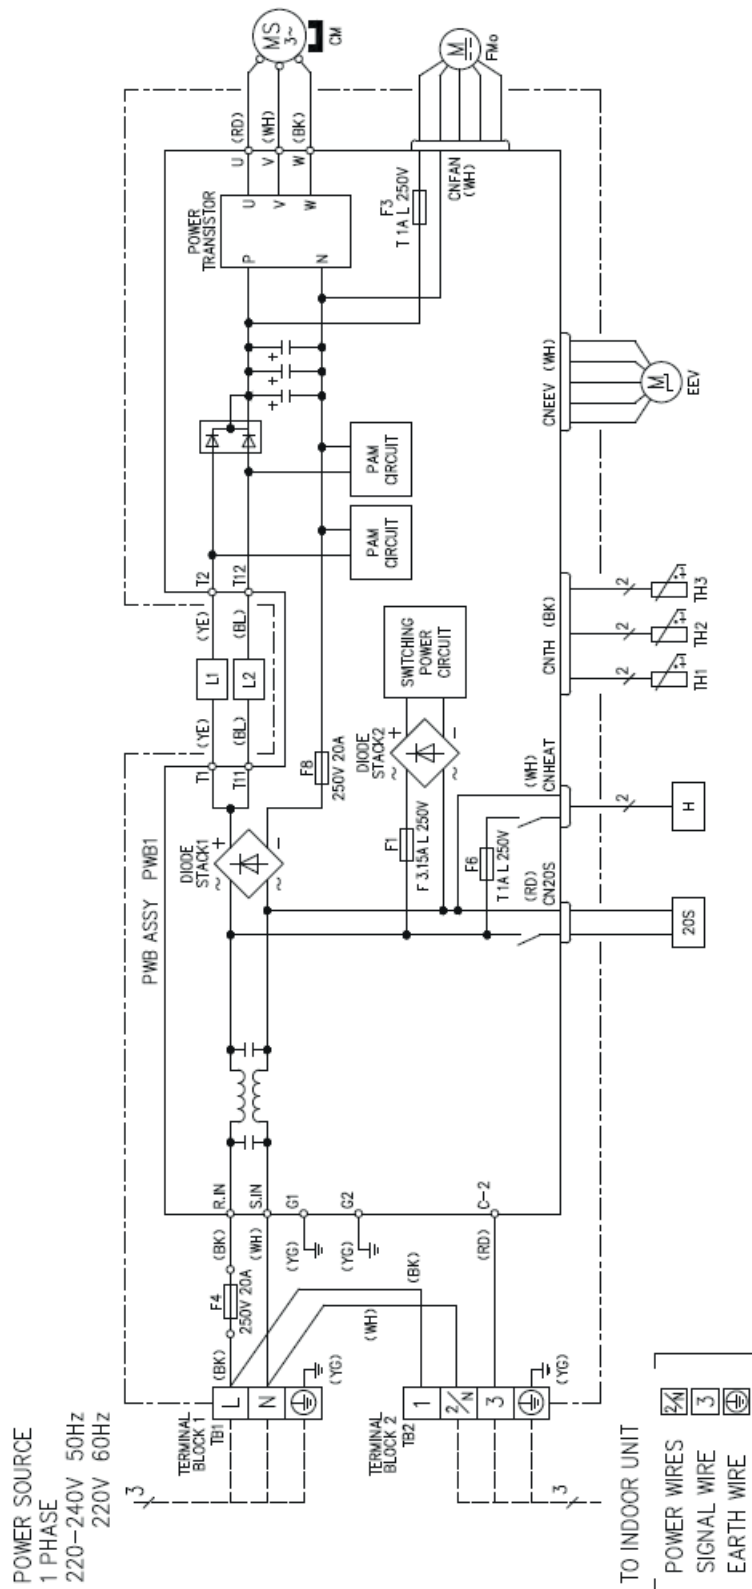 POWER SOURCE
1 PHASE
220-240V 50Hz
220V 60Hz
3
TERMINAL
BLOCK 1
TB1
L
N
(YG)
(BK)
F4
250V 20A
(BK)
(WH)
(YG)
(YG)
(RD)
R.IN
S.IN
G1
G2
C-2
(BK)
(WH)
TERMINAL
BLOCK 2
TB2
1
2/N
3
(YG)
3
TO INDOOR UNIT
POWER WIRES 2/N
SIGNAL WIRE 3
EARTH WIRE
PWB ASSY PWB1
DIODE
STACK1
+
~
-
~
T1
T11
(YE)
(BL)
L1
L2
(YE)
(BL)
T2
T12
F8
250V 20A
DIODE
STACK2
+
~
-
~
F1
F 3.15A L 250V
F6
T 1A L 250V
SWITCHING
POWER
CIRCUIT
PAM
CIRCUIT
PAM
CIRCUIT
+
+
+
POWER
TRANSISTOR
P
N
U
V
W
U
V
W
(RD)
(WH)
(BK)
MS
3~
CM
F3
T 1A L 250V
CNFAN
(WH)
M
FMo
(RD)
CN20S
20S
(WH)
CNHEAT
2
H
CNTH (BK)
2
2
2
TH1
TH2
TH3
CNEEV (WH)
M
EEV